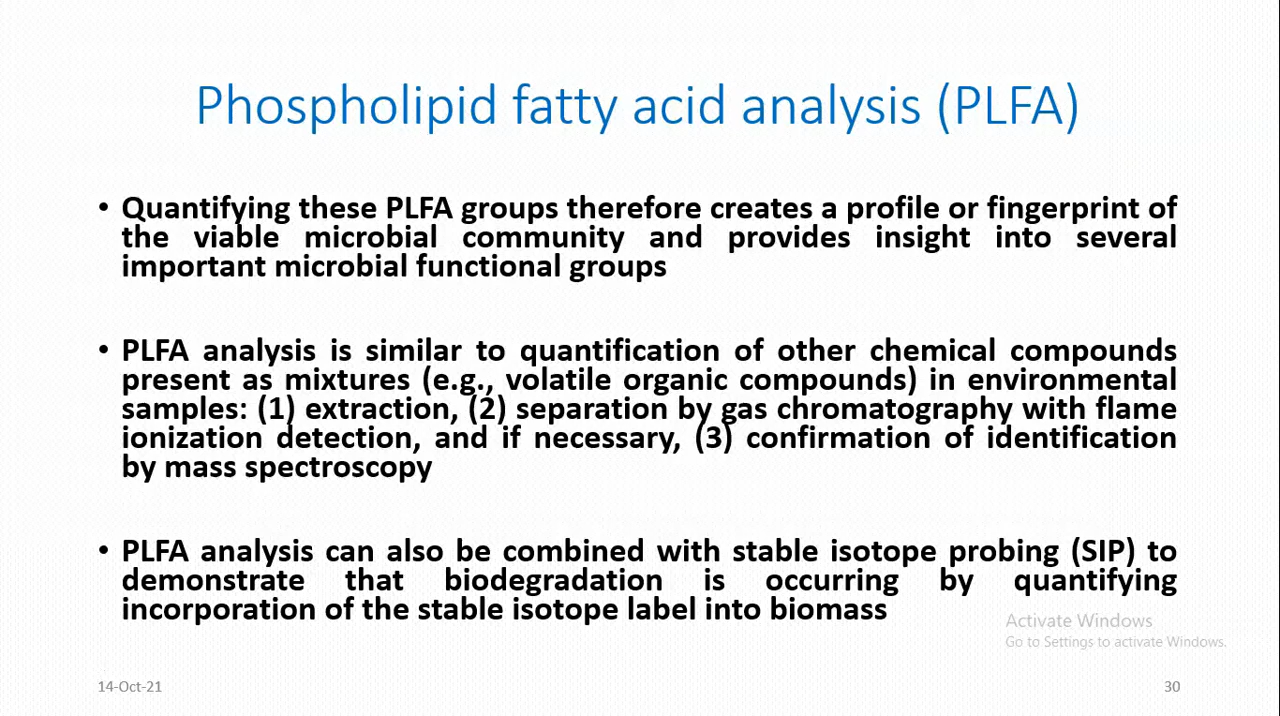 Phospholipid fatty acid analysis (PLFA)
• Quantifying these PLFA groups therefore creates a profile or fingerprint of
the viable microbial community and provides insight into several
important microbial functional groups
• PLFA analysis is similar to quantification of other chemical compounds
present as mixtures (e.g., volatile organic compounds) in environmental
samples: (1) extraction, (2) separation by gas chromatography with flame
ionization detection, and if necessary, (3) confirmation of identification
by mass spectroscopy
• PLFA analysis can also be combined with stable isotope probing (SIP) to
demonstrate that biodegradation is occurring by quantifying
incorporation of the stable isotope label into biomass
Activate Windows
Go to Settings to activate Windows.
14-Oct-21
30